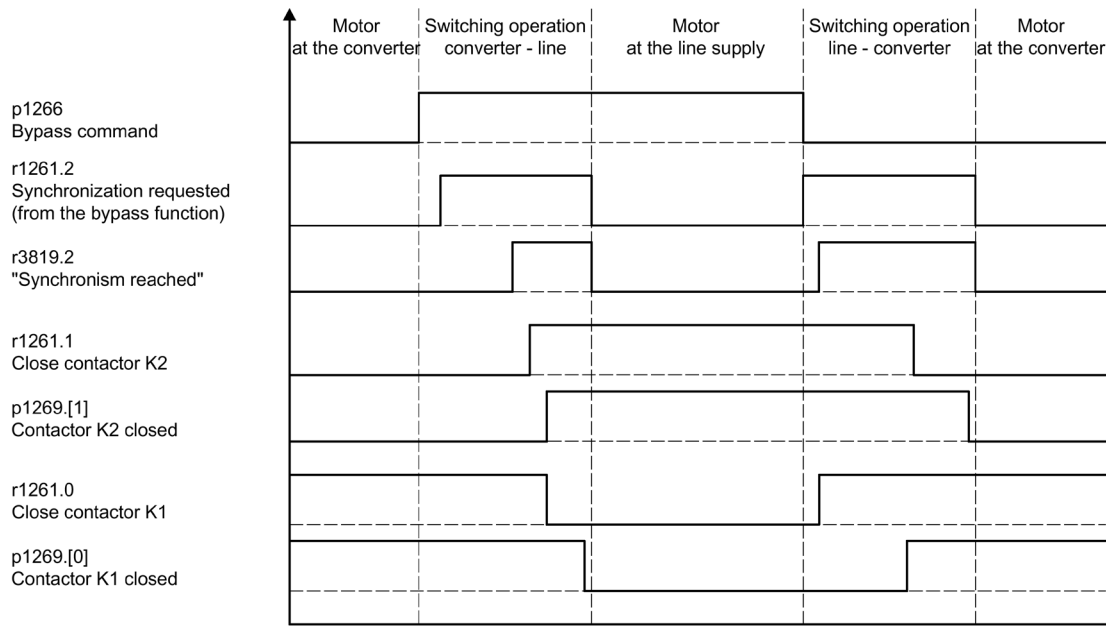 Motor
at the converter
Switching operation
converter - line
Motor
at the line supply
Switching operation
line - converter
Motor
at the converter
p1266
Bypass command
r1261.2
Synchronization requested
(from the bypass function)
r3819.2
"Synchronism reached"
r1261.1
Close contactor K2
p1269.[1]
Contactor K2 closed
r1261.0
Close contactor K1
p1269.[0]
Contactor K1 closed